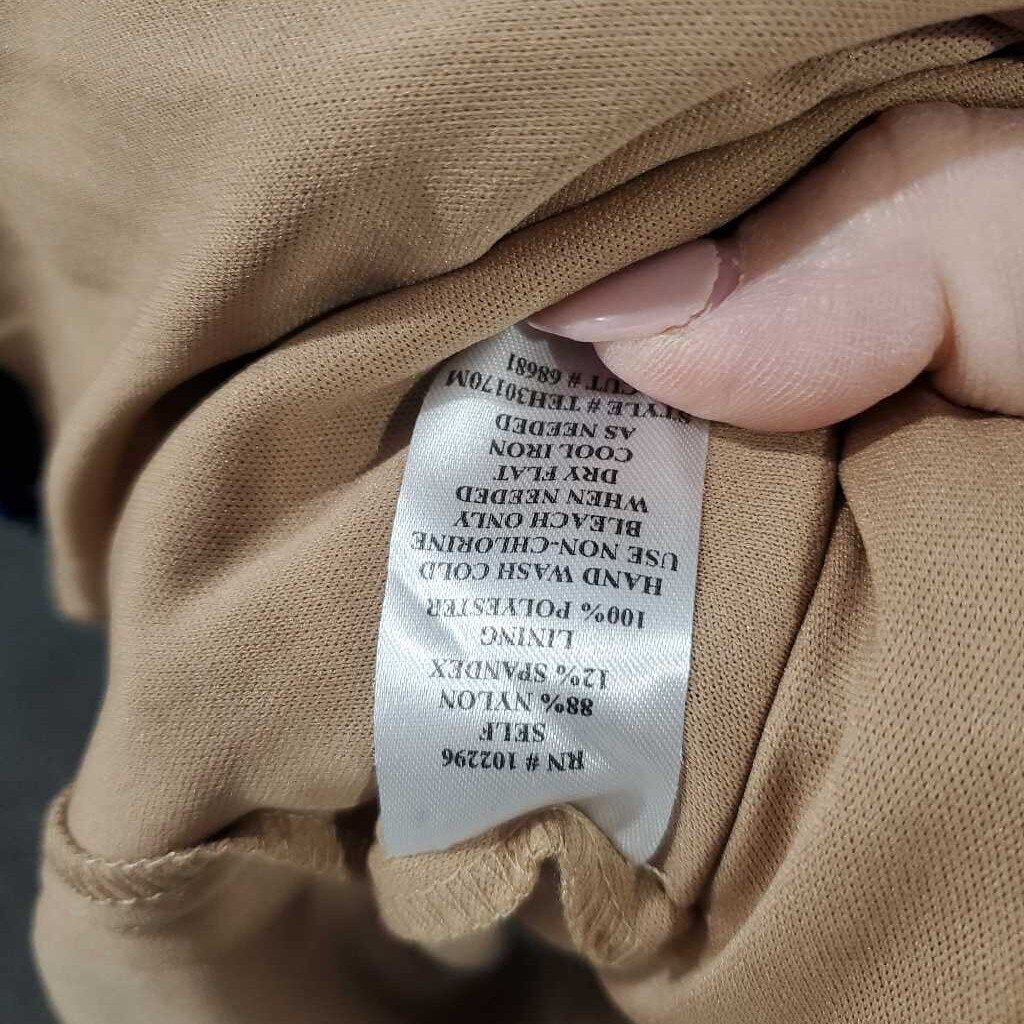 RN # 102296
SELF
88% NYLON
12% SPANDEX
LINING
100% POLYESTER
HAND WASH COLD
USE NON-CHLORINE
BLEACH ONLY
WHEN NEEDED
DRY FLAT
COOL IRON
AS NEEDED
STYLE # TEH30170M
CUT # 68681